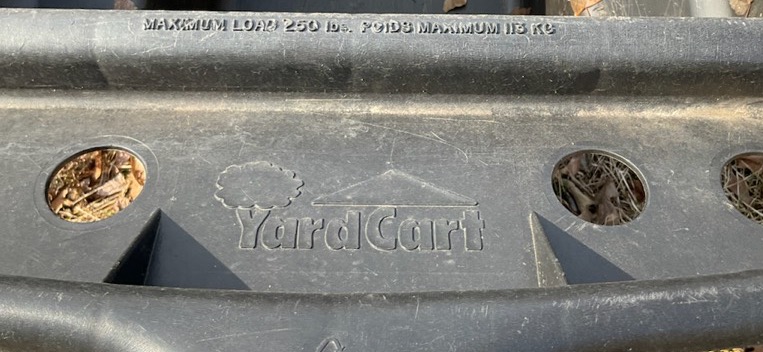 MAXIMUM LOAD 250 lbs. POIDS MAXIMUM 113 KG
YardCart